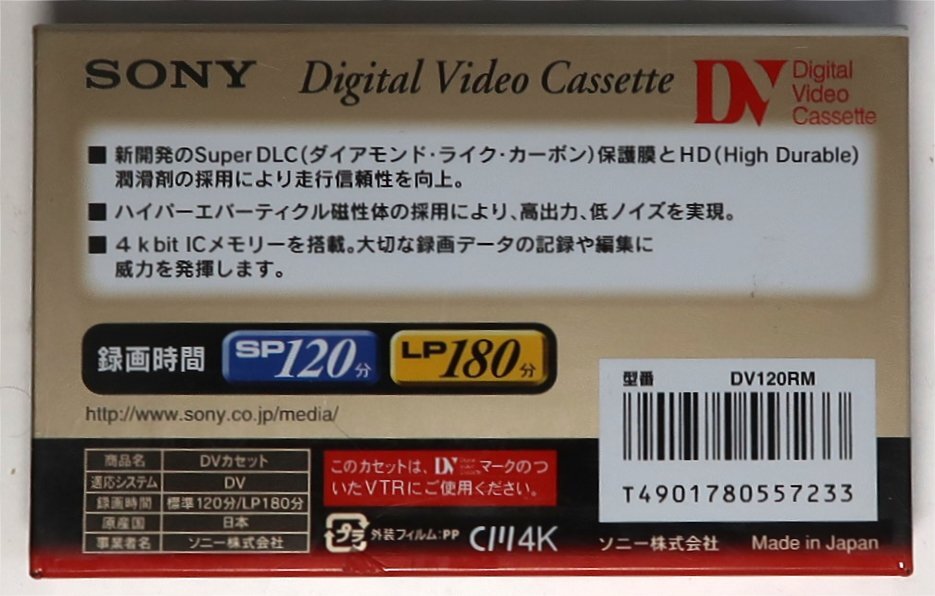 SONY Digital Video Cassette DV Digital Video Cassette
■ 新開発のSuper DLC(ダイアモンド・ライク・カーボン)保護膜とHD(High Durable)
潤滑剤の採用により走行信頼性を向上。
■ ハイパーエバーティクル磁性体の採用により、高出力、低ノイズを実現。
■ 4 kbit ICメモリーを搭載。大切な録画データの記録や編集に
威力を発揮します。
録画時間 SP120分 LP180分
http://www.sony.co.jp/media/
型番 DV120RM
T4901780557233
商品名 DVカセット
適応システム DV
録画時間 標準120分/LP180分
原産国 日本
事業者名 ソニー株式会社
このカセットは、DVマークのつ
いたVTRにご使用ください。
プラ 外装フィルム:PP CM4K
ソニー株式会社 Made in Japan